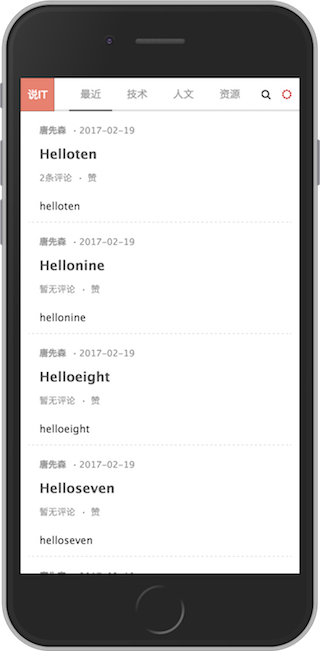 说IT 最近 技术 人文 资源
唐先森 · 2017-02-19
Helloten
2条评论 · 赞
helloten
唐先森 · 2017-02-19
Hellonine
暂无评论 · 赞
hellonine
唐先森 · 2017-02-19
Helloeight
暂无评论 · 赞
helloeight
唐先森 · 2017-02-19
Helloseven
暂无评论 · 赞
helloseven